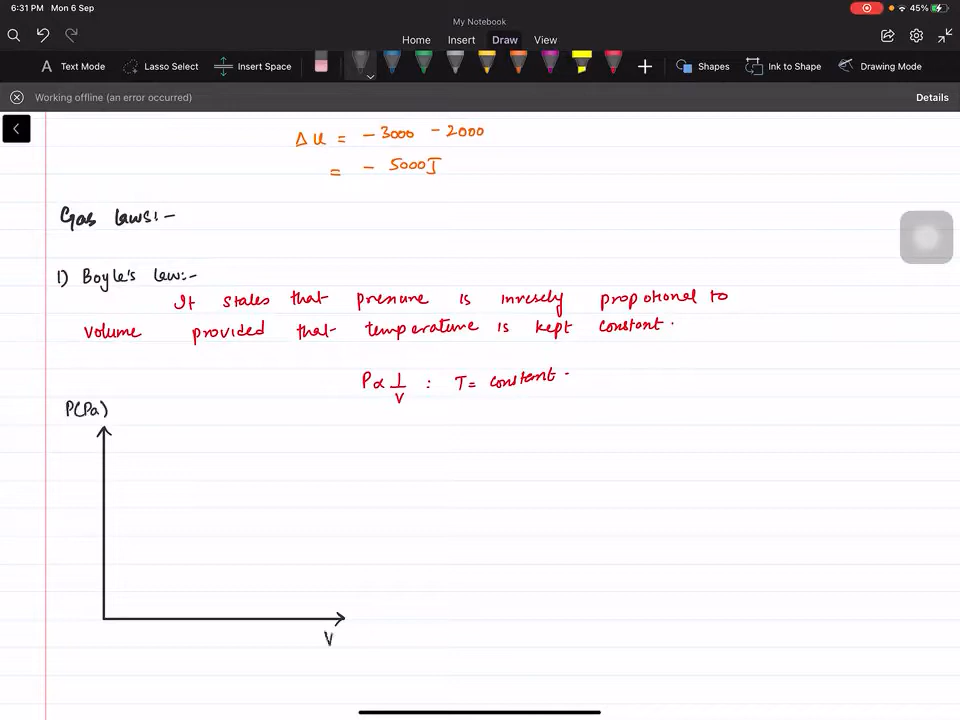 6:31 PM Mon 6 Sep
45%
My Notebook
Home Insert Draw View
Text Mode Lasso Select Insert Space Shapes Ink to Shape Drawing Mode
Working offline (an error occurred) Details
ΔU = - 3000 - 2000
= - 5000J
Gas laws:-
1) Boyle's law:-
It states that pressure is inversely propotional to
volume provided that temperature is kept constant.
P∝ 1/V : T= constant.
P(Pa)
V